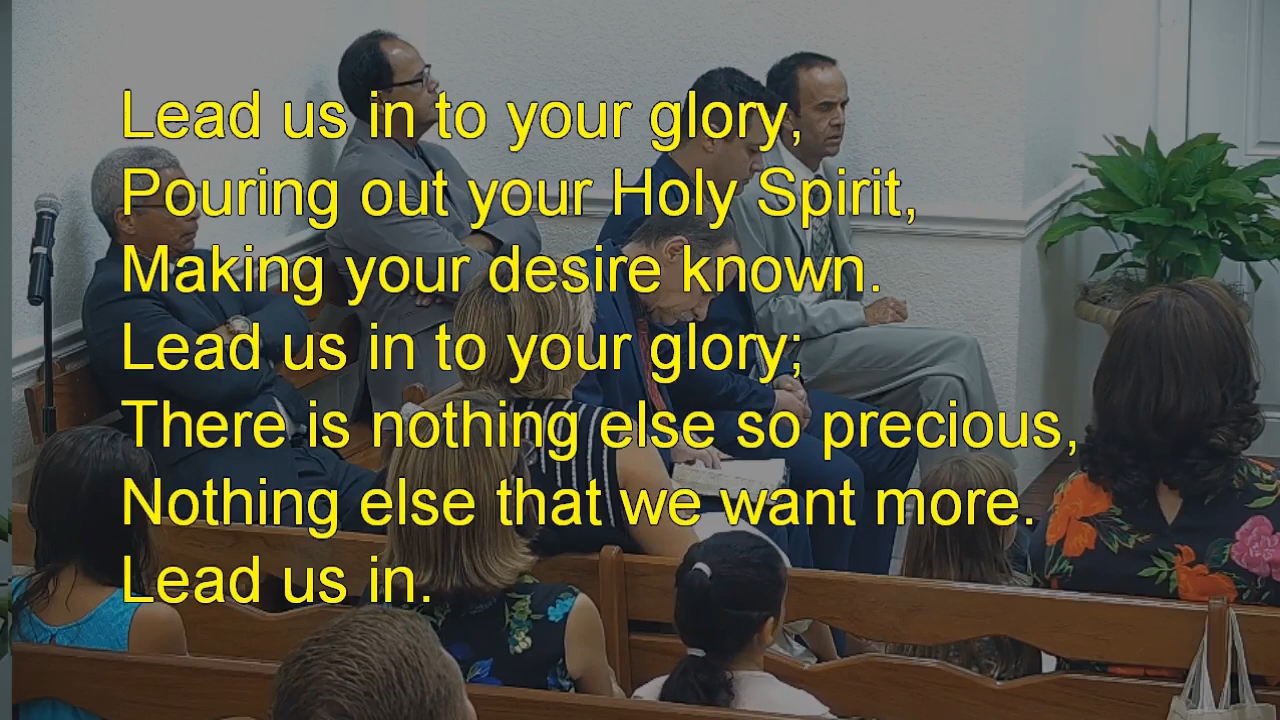 Lead us in to your glory,
Pouring out your Holy Spirit,
Making your desire known.
Lead us in to your glory;
There is nothing else so precious,
Nothing else that we want more.
Lead us in.